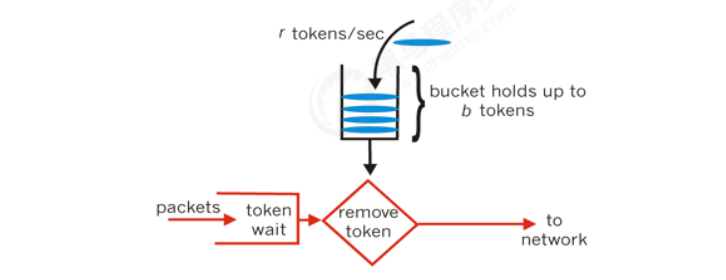 r tokens/sec
bucket holds up to
b tokens
packets
token
wait
remove
token
to
network